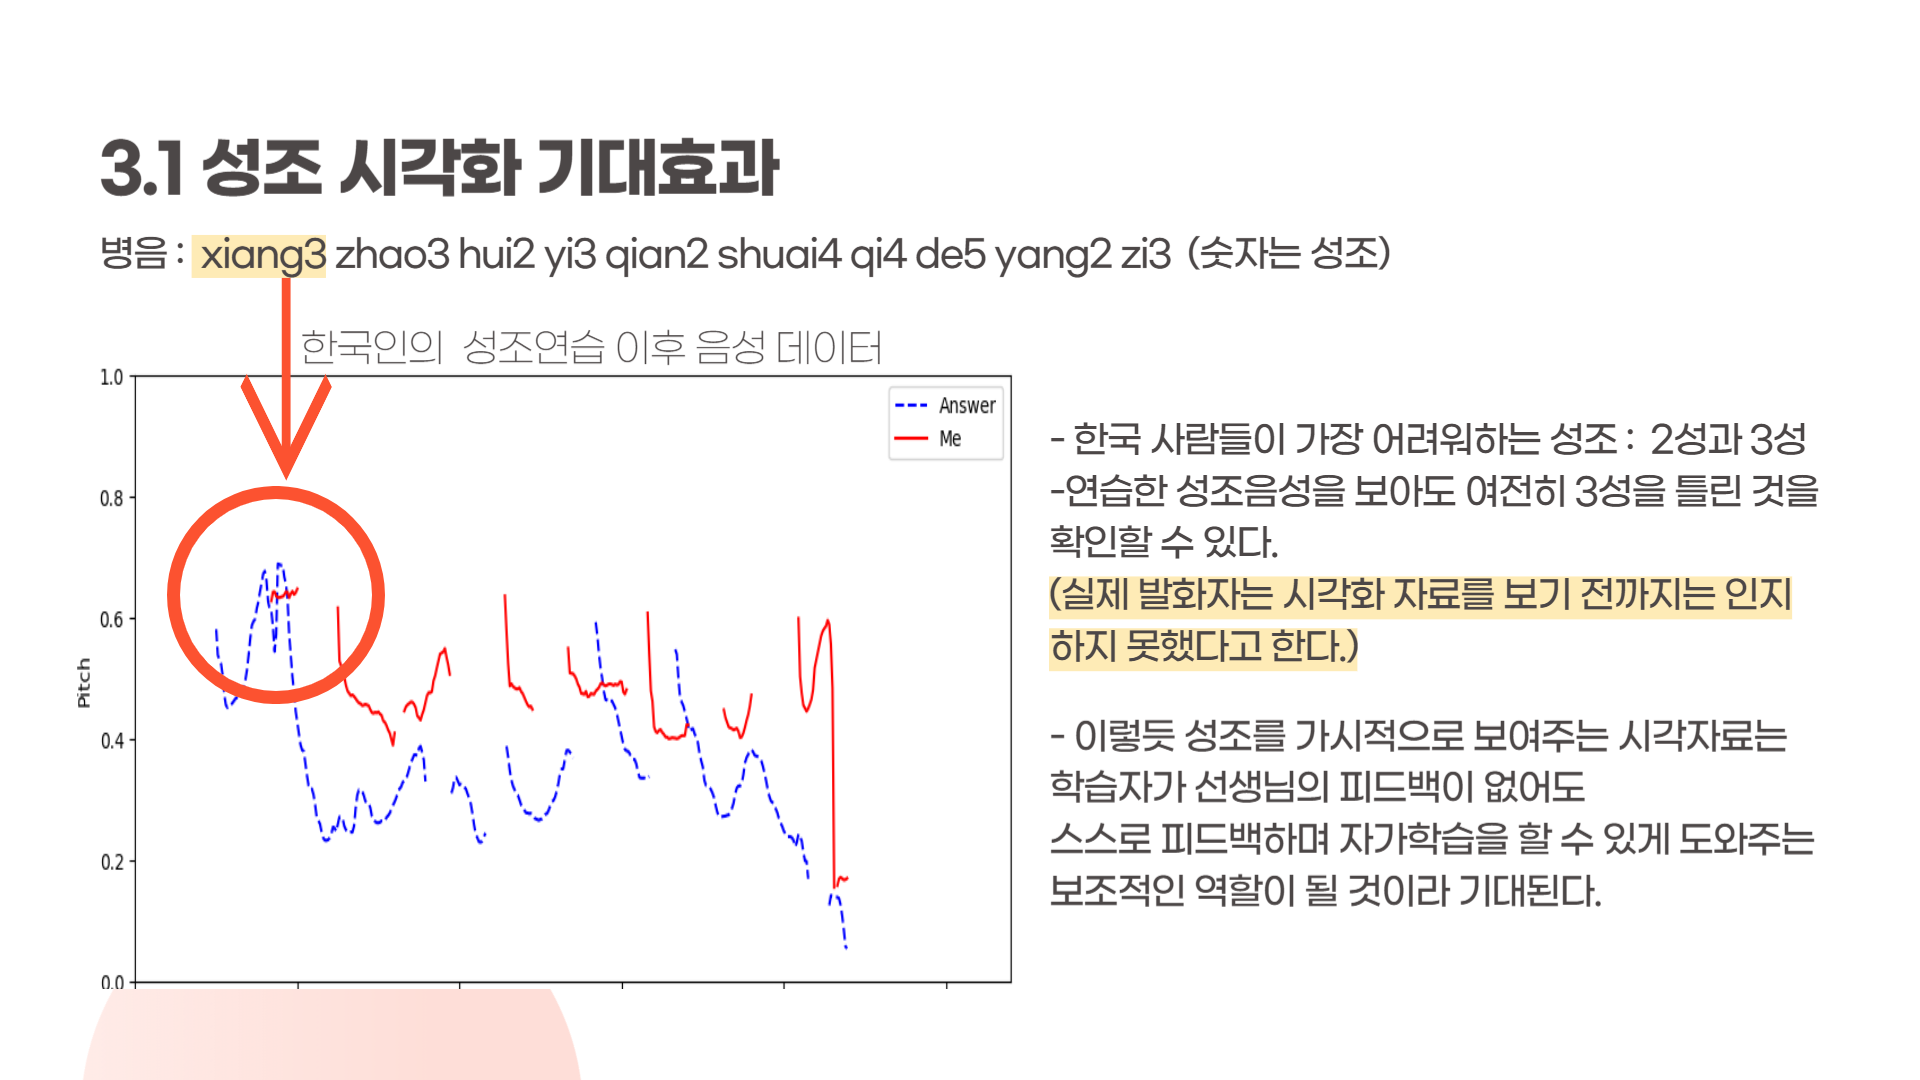 3.1 성조 시각화 기대효과
병음 : xiang3 zhao3 hui2 yi3 qian2 shuai4 qi4 de5 yang2 zi3 (숫자는 성조)
한국인의 성조연습 이후 음성 데이터
1.0
0.8
0.6
0.4
0.2
0.0
Pitch
Answer
Me
- 한국 사람들이 가장 어려워하는 성조 : 2성과 3성
-연습한 성조음성을 보아도 여전히 3성을 틀린 것을
확인할 수 있다.
(실제 발화자는 시각화 자료를 보기 전까지는 인지
하지 못했다고 한다.)
- 이렇듯 성조를 가시적으로 보여주는 시각자료는
학습자가 선생님의 피드백이 없어도
스스로 피드백하며 자가학습을 할 수 있게 도와주는
보조적인 역할이 될 것이라 기대된다.